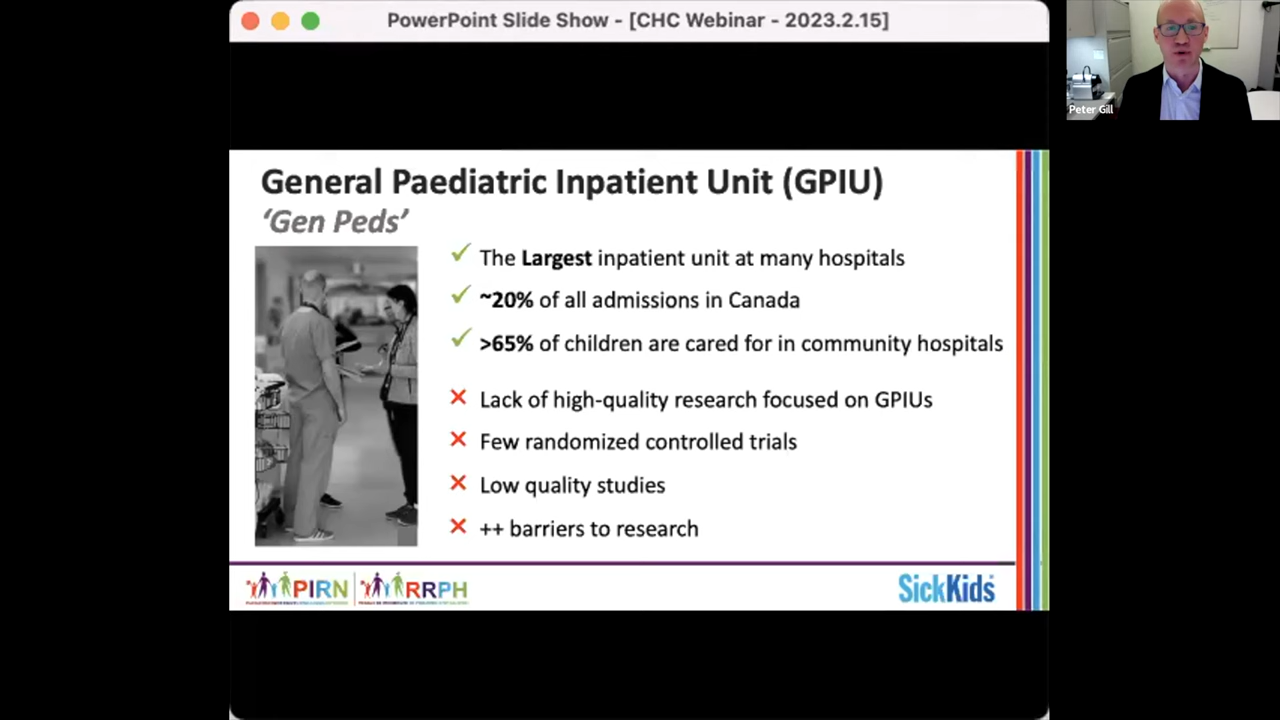 PowerPoint Slide Show - [CHC Webinar - 2023.2.15]
Peter Gill
General Paediatric Inpatient Unit (GPIU)
‘Gen Peds’
The Largest inpatient unit at many hospitals
~20% of all admissions in Canada
>65% of children are cared for in community hospitals
Lack of high-quality research focused on GPIUs
Few randomized controlled trials
Low quality studies
++ barriers to research
PIRN
RRPH
SickKids